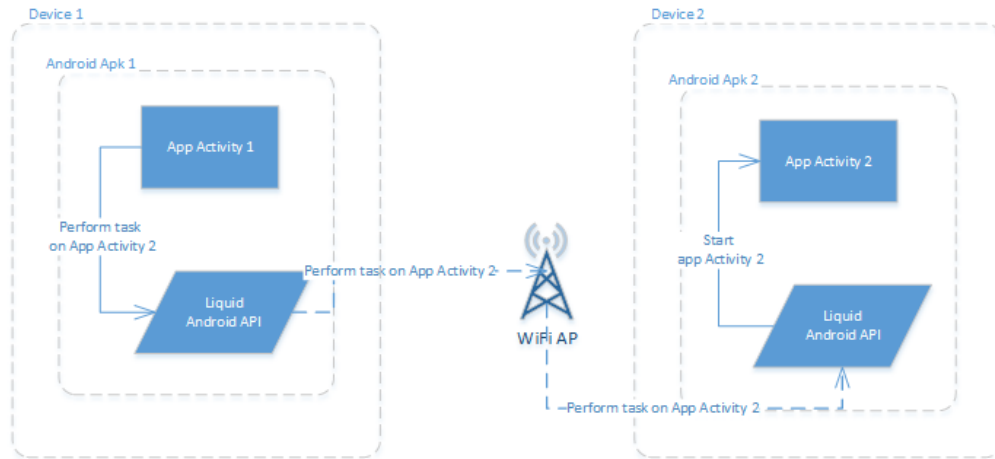 Device 1
Android Apk 1
App Activity 1
Perform task
on App Activity 2
Liquid
Android API
Perform task on App Activity 2
WiFi AP
Perform task on App Activity 2
Device 2
Android Apk 2
App Activity 2
Start
app Activity 2
Liquid
Android API